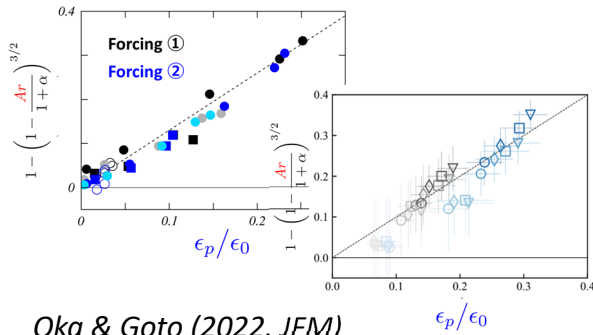 0.4
Forcing ①
Forcing ②
1 − (1 − Ar/(1 + α))^{3/2}
0
0 0.1 0.2
ϵ_p/ϵ_0
0.4
0.3
0.2
0.1
0.0
1 − (1 − Ar/(1 + α))^{3/2}
0.0 0.1 0.2 0.3 0.4
ϵ_p/ϵ_0
Oka & Goto (2022, JFM)